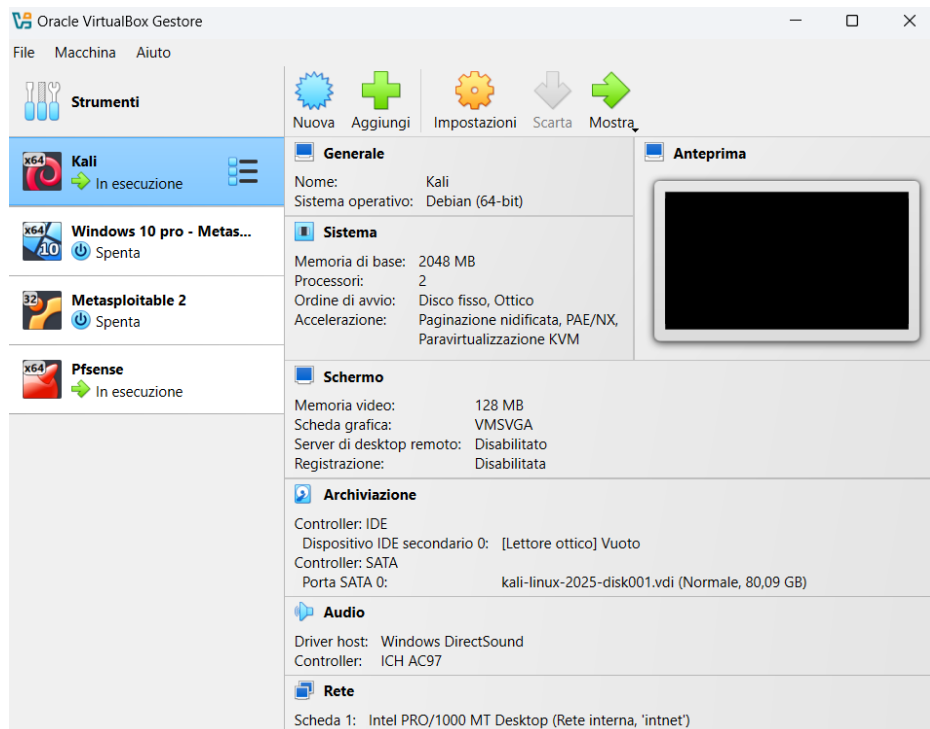 Oracle VirtualBox Gestore
File Macchina Aiuto
Strumenti
Nuova Aggiungi Impostazioni Scarta Mostra
x64 Kali
In esecuzione
x64 10 Windows 10 pro - Metas...
Spenta
32 Metasploitable 2
Spenta
x64 Pfsense
In esecuzione
Generale
Nome: Kali
Sistema operativo: Debian (64-bit)
Anteprima
Sistema
Memoria di base: 2048 MB
Processori: 2
Ordine di avvio: Disco fisso, Ottico
Accelerazione: Paginazione nidificata, PAE/NX,
Paravirtualizzazione KVM
Schermo
Memoria video: 128 MB
Scheda grafica: VMSVGA
Server di desktop remoto: Disabilitato
Registrazione: Disabilitata
Archiviazione
Controller: IDE
Dispositivo IDE secondario 0: [Lettore ottico] Vuoto
Controller: SATA
Porta SATA 0: kali-linux-2025-disk001.vdi (Normale, 80,09 GB)
Audio
Driver host: Windows DirectSound
Controller: ICH AC97
Rete
Scheda 1: Intel PRO/1000 MT Desktop (Rete interna, 'intnet')